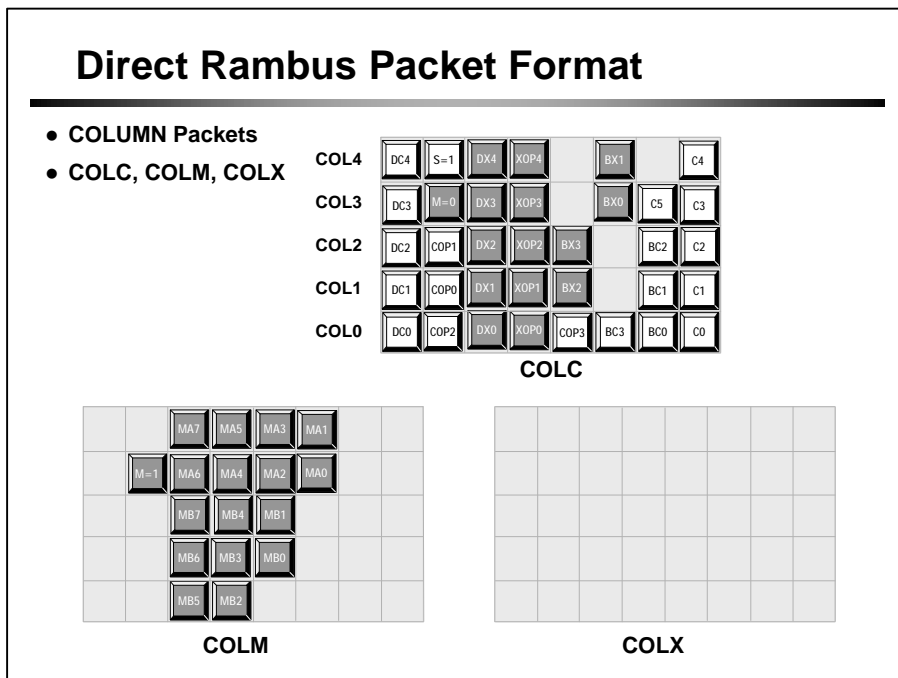 Direct Rambus Packet Format
● COLUMN Packets
● COLC, COLM, COLX
COL4 DC4 S=1 DX4 XOP4 BX1 C4
COL3 DC3 M=0 DX3 XOP3 BX0 C5 C3
COL2 DC2 COP1 DX2 XOP2 BX3 BC2 C2
COL1 DC1 COP0 DX1 XOP1 BX2 BC1 C1
COL0 DC0 COP2 DX0 XOP0 COP3 BC3 BC0 C0
COLC
MA7 MA5 MA3 MA1
M=1 MA6 MA4 MA2 MA0
MB7 MB4 MB1
MB6 MB3 MB0
MB5 MB2
COLM
COLX